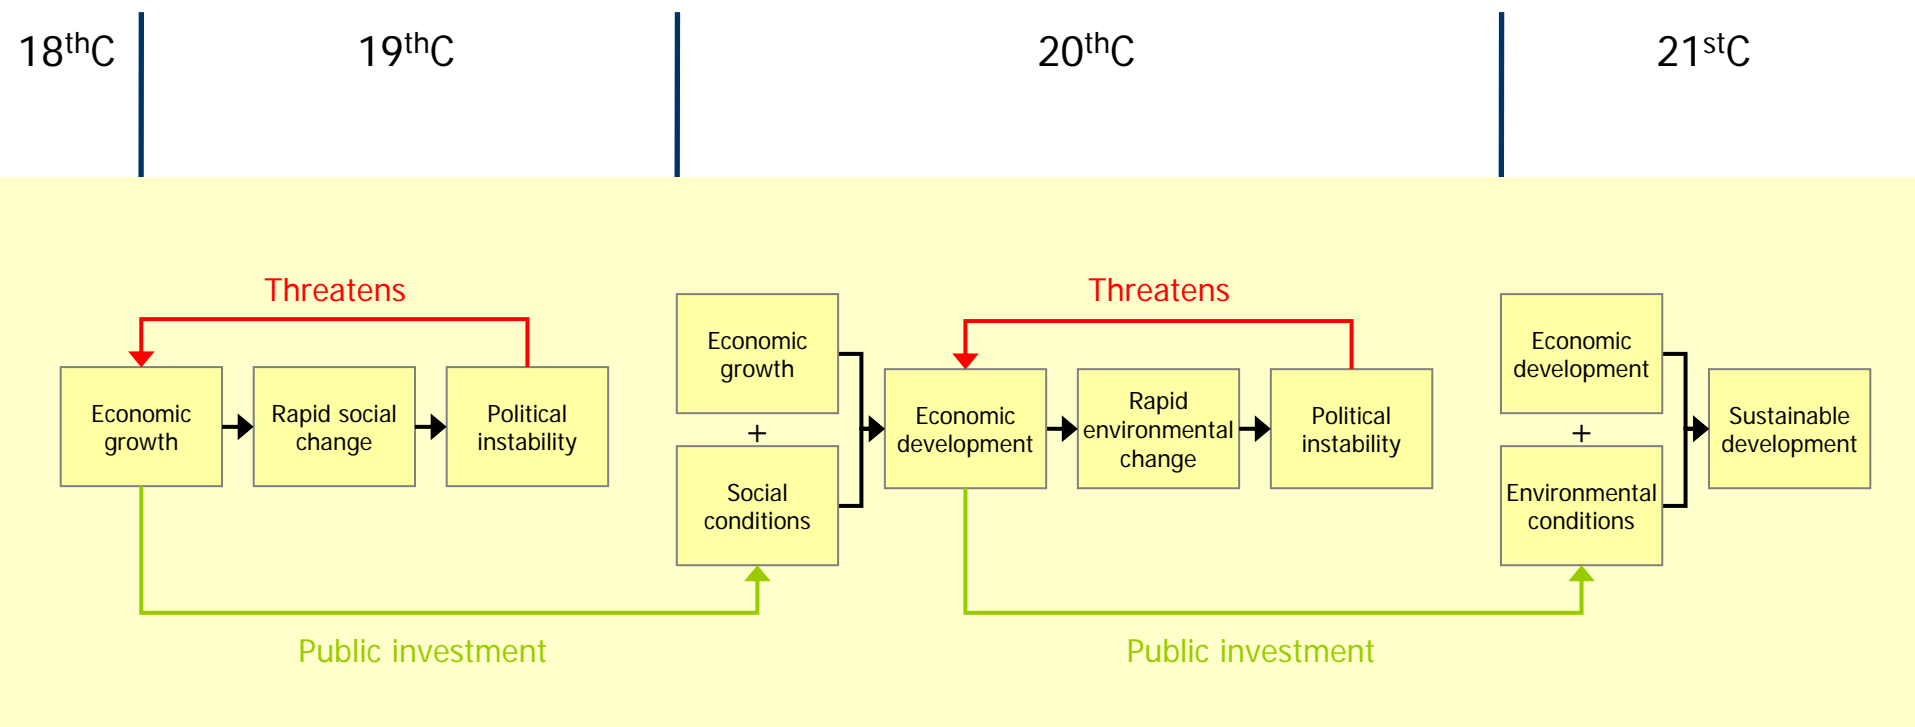 18thC
19thC
20thC
21stC
Threatens
Threatens
Economic
growth
Rapid social
change
Political
instability
Economic
growth
+
Social
conditions
Economic
development
Rapid
environmental
change
Political
instability
Economic
development
+
Environmental
conditions
Sustainable
development
Public investment
Public investment